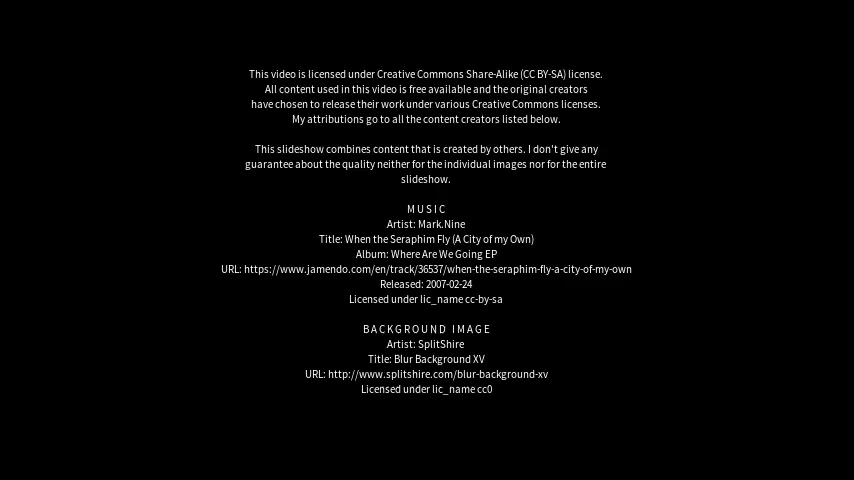 This video is licensed under Creative Commons Share-Alike (CC BY-SA) license.
All content used in this video is free available and the original creators
have chosen to release their work under various Creative Commons licenses.
My attributions go to all the content creators listed below.
This slideshow combines content that is created by others. I don't give any
guarantee about the quality neither for the individual images nor for the entire
slideshow.
MUSIC
Artist: Mark.Nine
Title: When the Seraphim Fly (A City of my Own)
Album: Where Are We Going EP
URL: https://www.jamendo.com/en/track/36537/when-the-seraphim-fly-a-city-of-my-own
Released: 2007-02-24
Licensed under lic_name cc-by-sa
BACKGROUND IMAGE
Artist: SplitShire
Title: Blur Background XV
URL: http://www.splitshire.com/blur-background-xv
Licensed under lic_name cc0